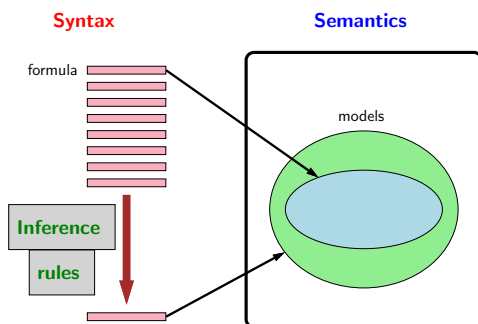 Syntax
Semantics
formula
models
Inference
rules